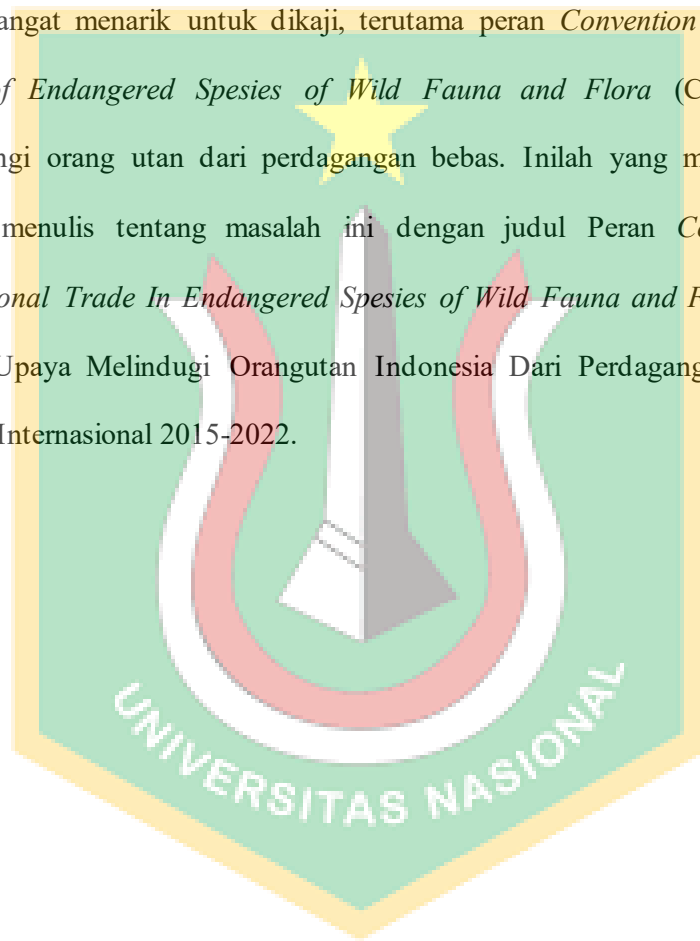 angat menarik untuk dikaji, terutama peran Convention
of Endangered Spesies of Wild Fauna and Flora (C
ngi orang utan dari perdagangan bebas. Inilah yang m
menulis tentang masalah ini dengan judul Peran C
onal Trade In Endangered Spesies of Wild Fauna and F
Upaya Melindugi Orangutan Indonesia Dari Perdagang
Internasional 2015-2022.
UNIVERSITAS NASIONAL